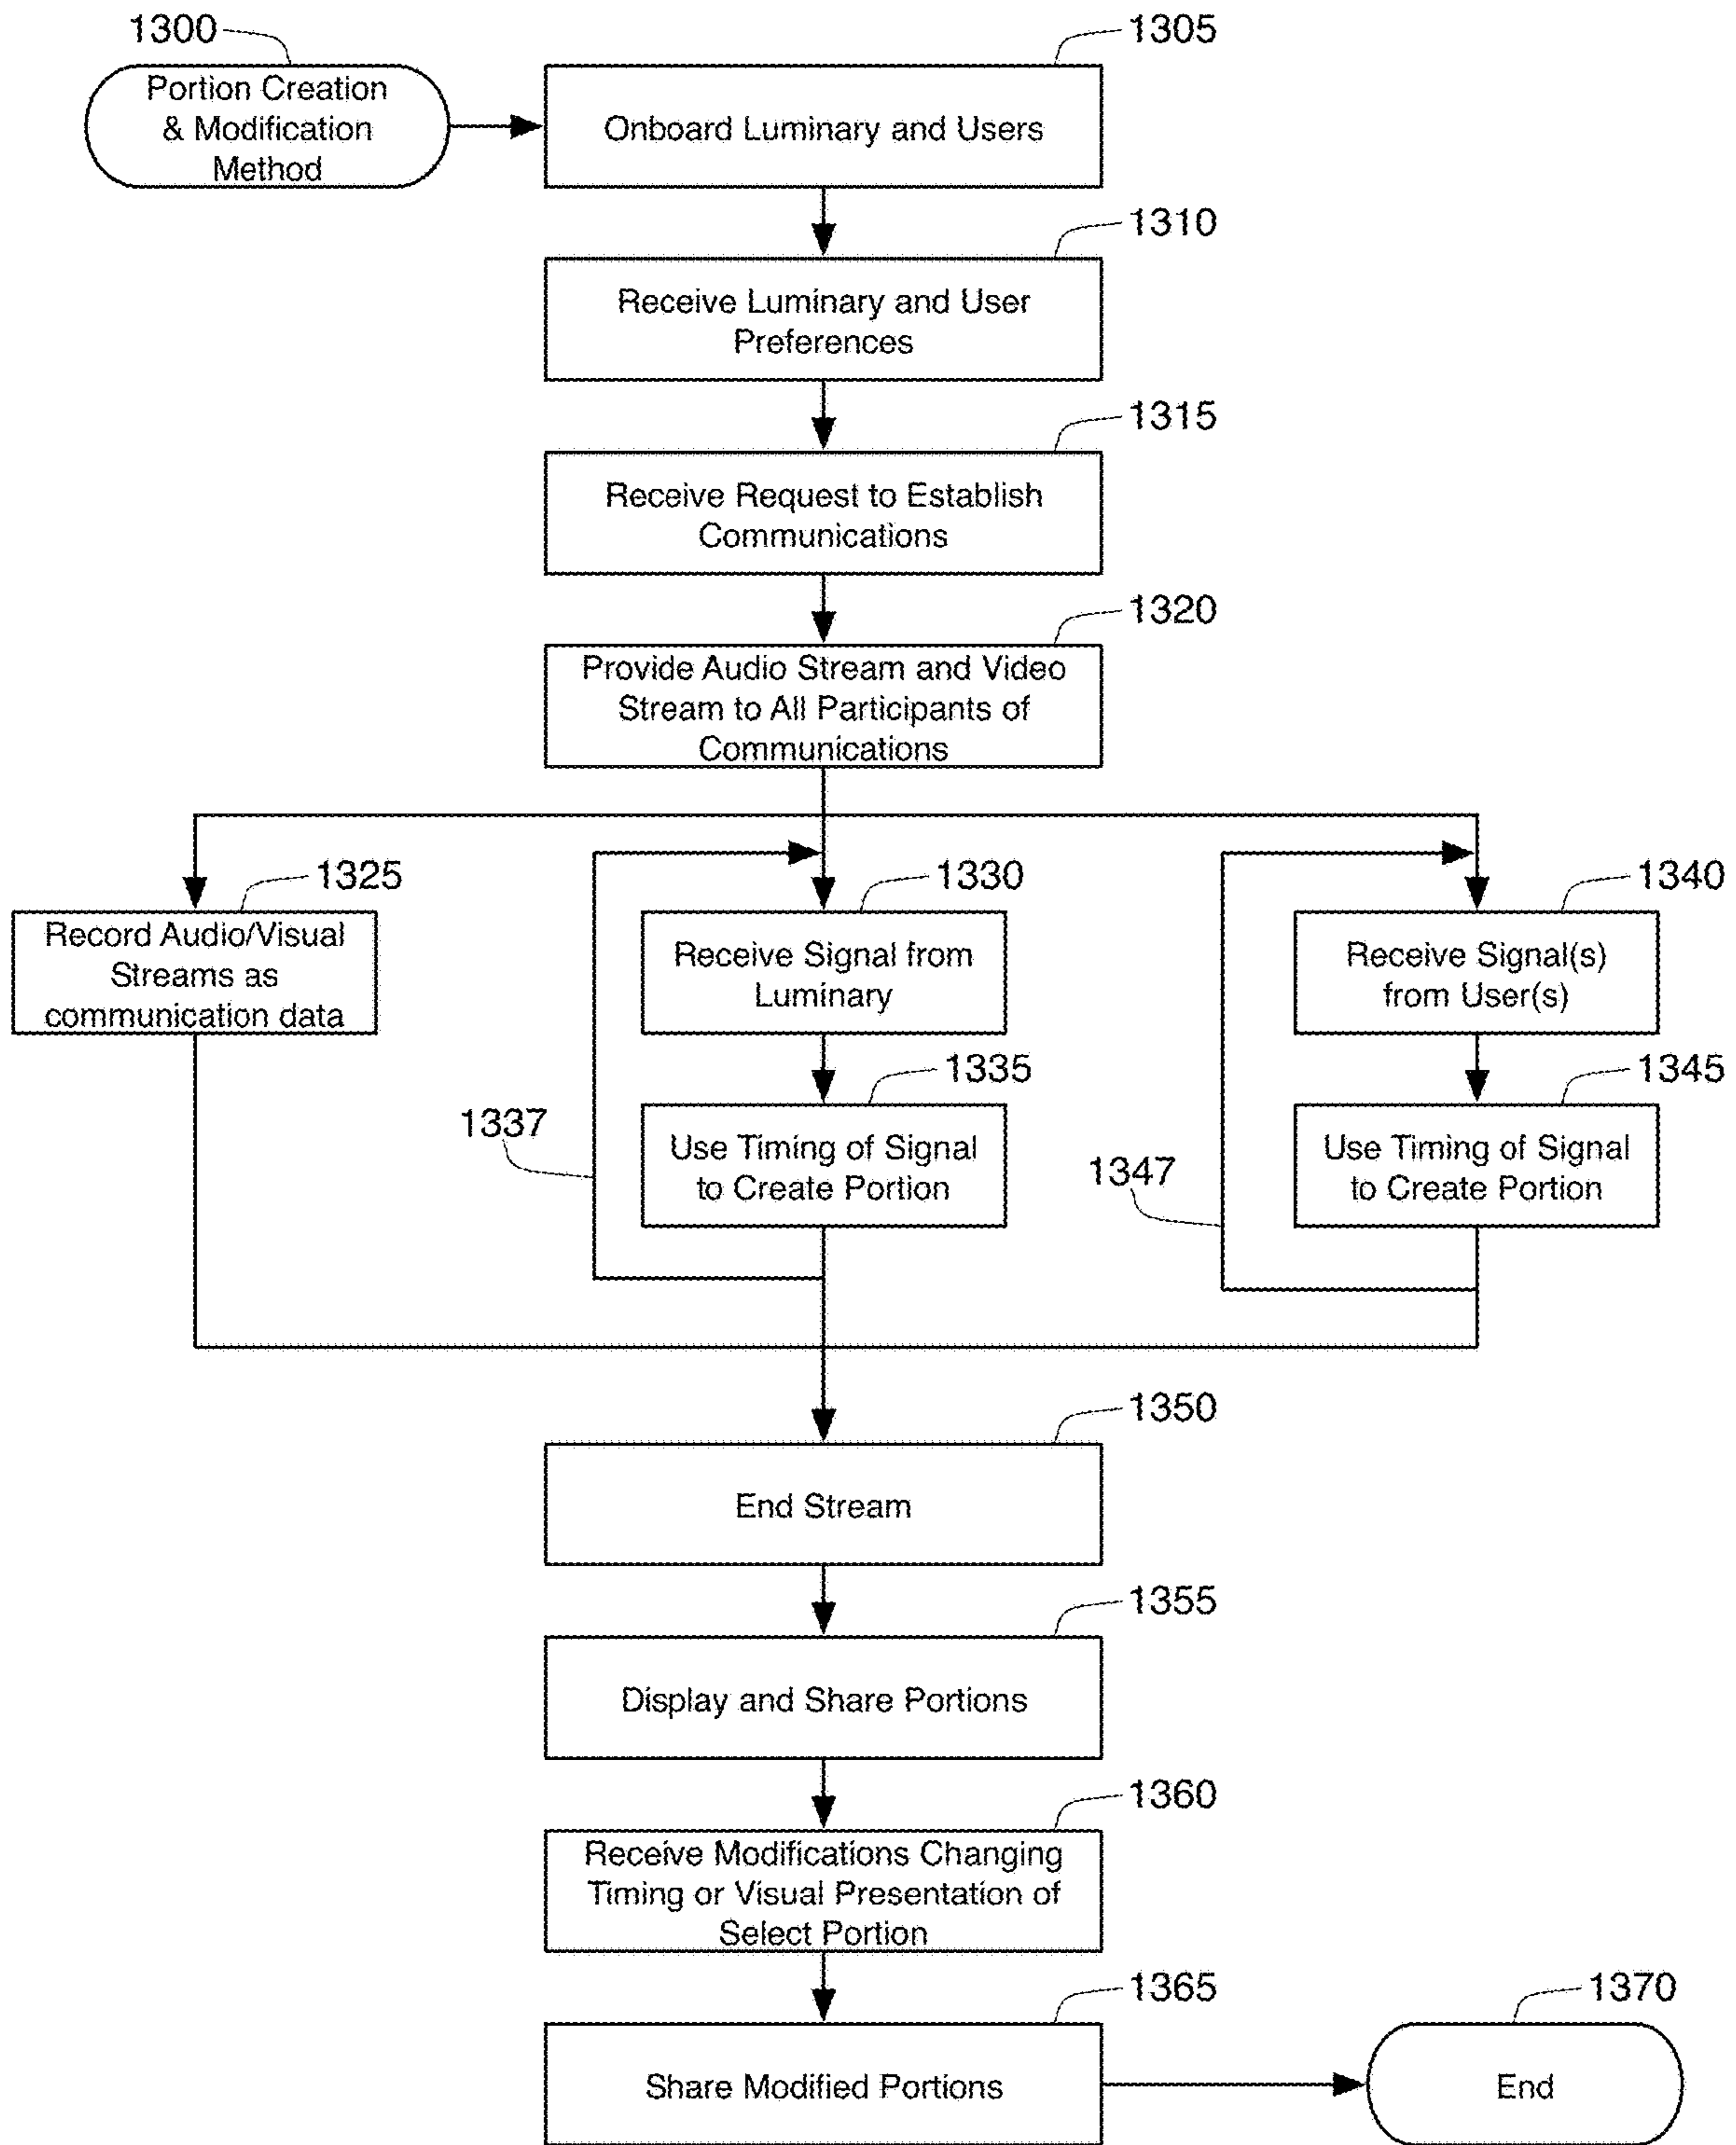 1300
Portion Creation
& Modification
Method
1305
Onboard Luminary and Users
1310
Receive Luminary and User
Preferences
1315
Receive Request to Establish
Communications
1320
Provide Audio Stream and Video
Stream to All Participants of
Communications
1325
Record Audio/Visual
Streams as
communication data
1330
Receive Signal from
Luminary
1335
Use Timing of Signal
to Create Portion
1337
1340
Receive Signal(s)
from User(s)
1345
Use Timing of Signal
to Create Portion
1347
1350
End Stream
1355
Display and Share Portions
1360
Receive Modifications Changing
Timing or Visual Presentation of
Select Portion
1365
Share Modified Portions
1370
End